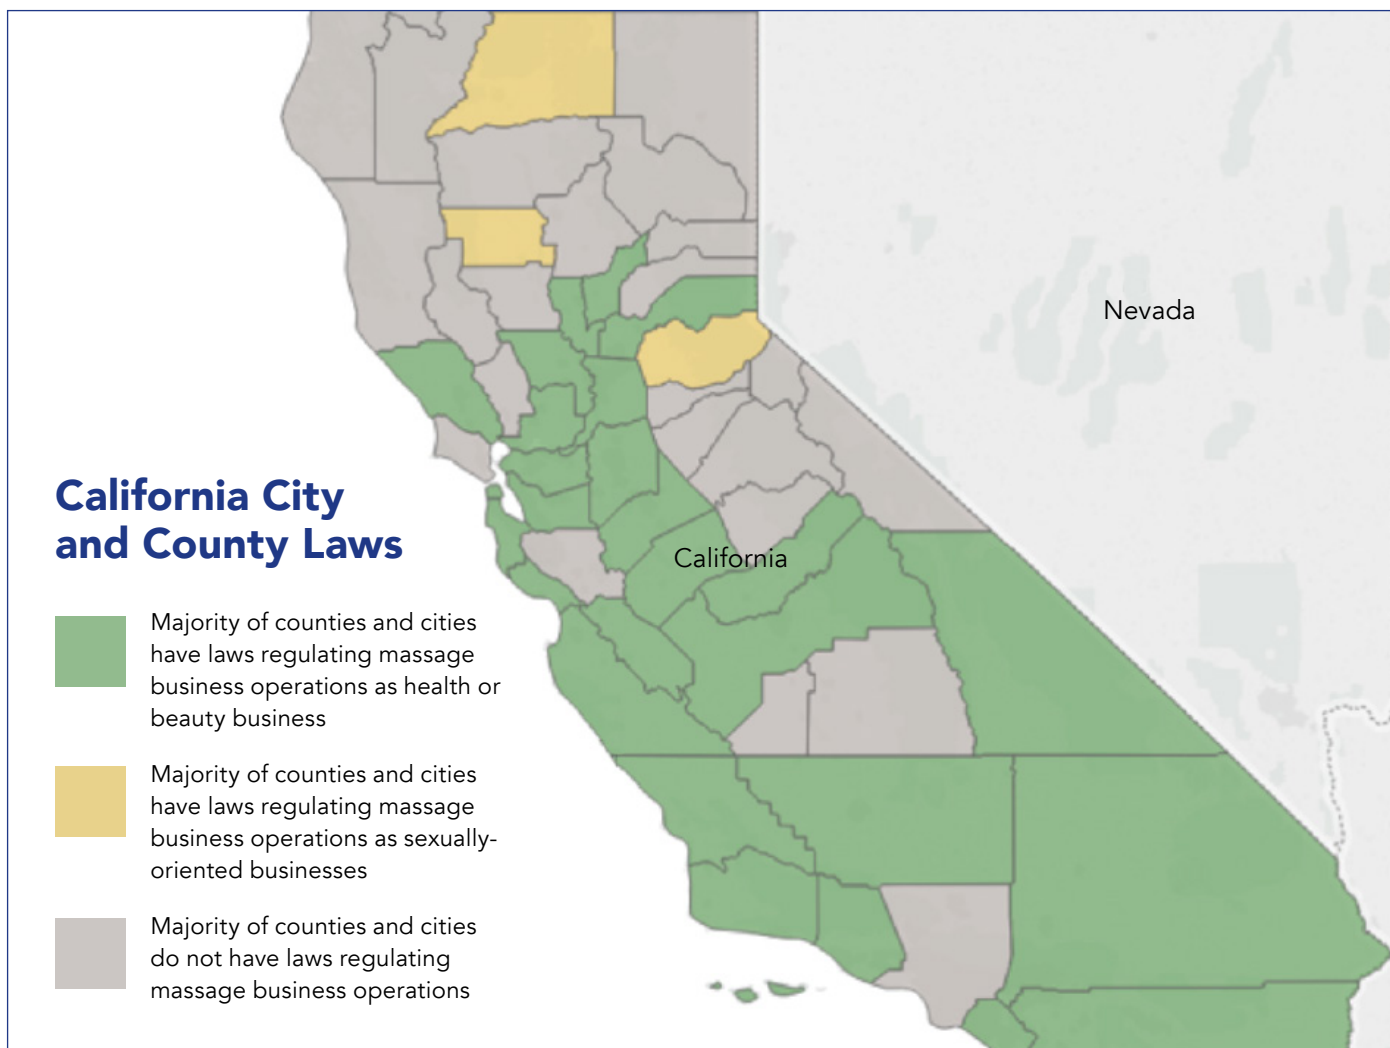 California City
and County Laws
Majority of counties and cities
have laws regulating massage
business operations as health or
beauty business
Majority of counties and cities
have laws regulating massage
business operations as sexually-
oriented businesses
Majority of counties and cities
do not have laws regulating
massage business operations
Nevada
California